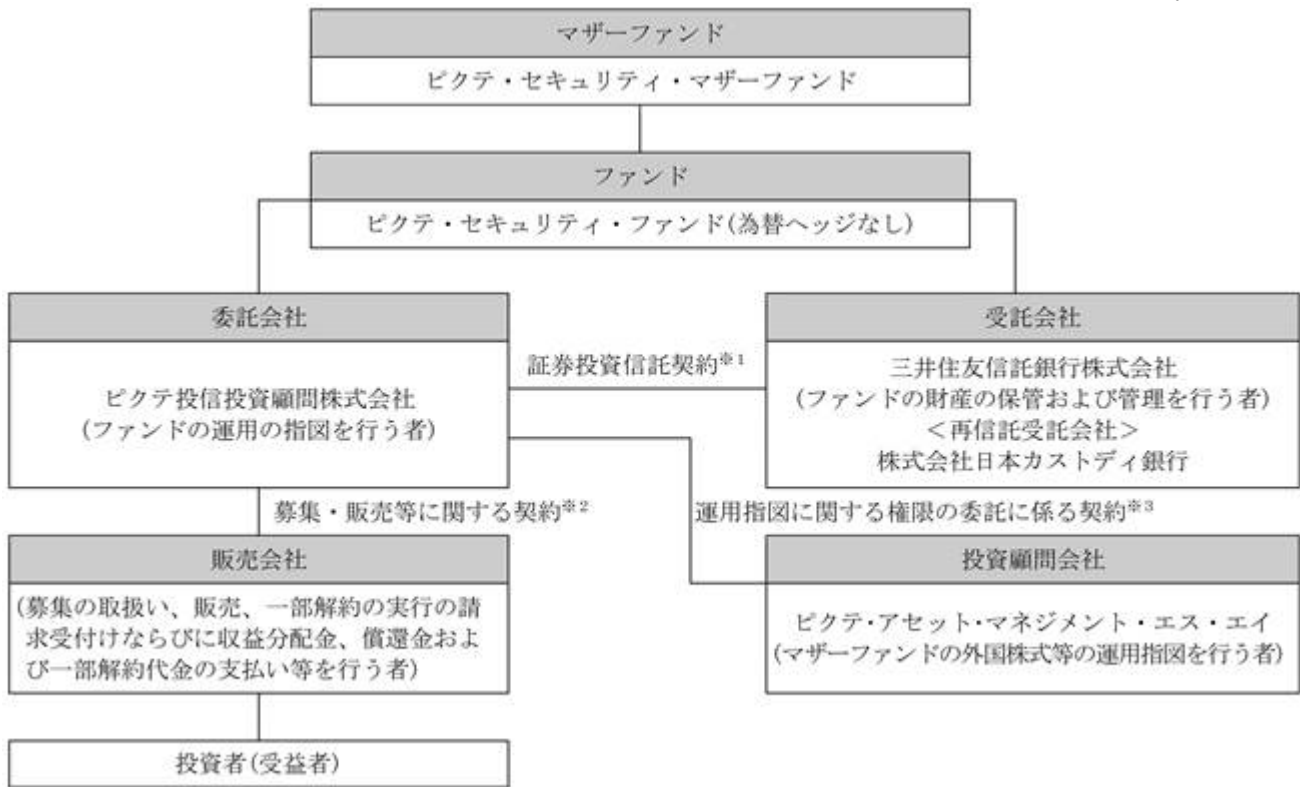 マザーファンド
ピクテ・セキュリティ・マザーファンド
ファンド
ピクテ・セキュリティ・ファンド(為替ヘッジなし)
委託会社
ピクテ投信投資顧問株式会社
(ファンドの運用の指図を行う者)
証券投資信託契約※1
受託会社
三井住友信託銀行株式会社
(ファンドの財産の保管および管理を行う者)
＜再信託受託会社＞
株式会社日本カストディ銀行
募集・販売等に関する契約※2
運用指図に関する権限の委託に係る契約※3
販売会社
(募集の取扱い、販売、一部解約の実行の請
求受付けならびに収益分配金、償還金およ
び一部解約代金の支払い等を行う者)
投資顧問会社
ピクテ・アセット・マネジメント・エス・エイ
(マザーファンドの外国株式等の運用指図を行う者)
投資者(受益者)